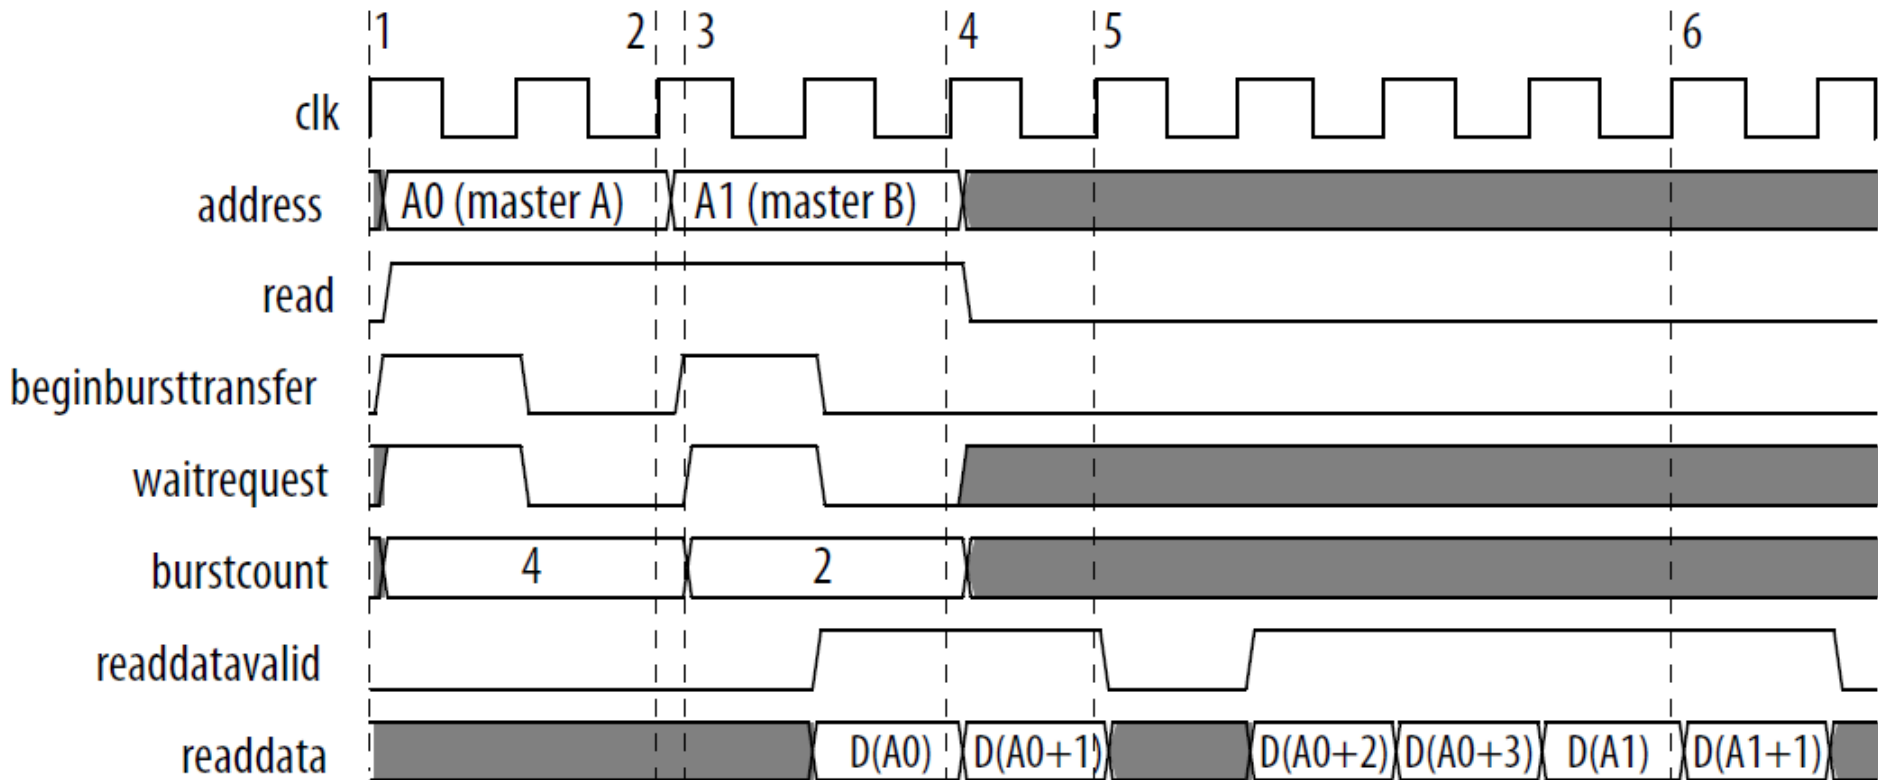 1 2 3 4 5 6
clk
address A0 (master A) A1 (master B)
read
beginbursttransfer
waitrequest
burstcount 4 2
readdatavalid
readdata D(A0) D(A0+1) D(A0+2) D(A0+3) D(A1) D(A1+1)